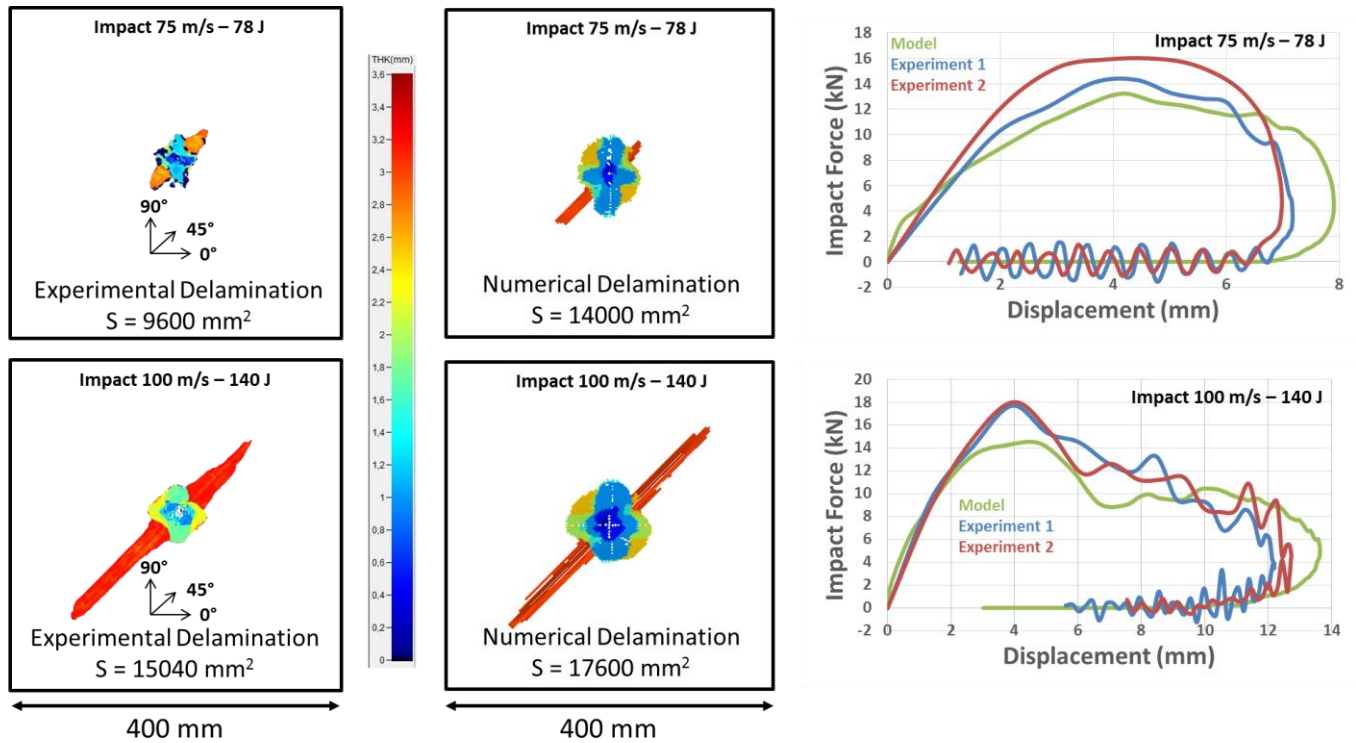 Impact 75 m/s – 78 J
90°
45°
0°
Experimental Delamination
S = 9600 mm²
THK(mm)
3,6
3,4
3,2
3
2,8
2,6
2,4
2,2
2
1,8
1,6
1,4
1,2
1
0,8
0,6
0,4
0,2
0
Impact 75 m/s – 78 J
Numerical Delamination
S = 14000 mm²
Impact 75 m/s – 78 J
Model
Experiment 1
Experiment 2
Impact Force (kN)
18
16
14
12
10
8
6
4
2
0
-2
0 2 4 6 8
Displacement (mm)
Impact 100 m/s – 140 J
90°
45°
0°
Experimental Delamination
S = 15040 mm²
400 mm
Impact 100 m/s – 140 J
Numerical Delamination
S = 17600 mm²
400 mm
Impact 100 m/s – 140 J
Model
Experiment 1
Experiment 2
Impact Force (kN)
20
18
16
14
12
10
8
6
4
2
0
-2
0 2 4 6 8 10 12 14
Displacement (mm)